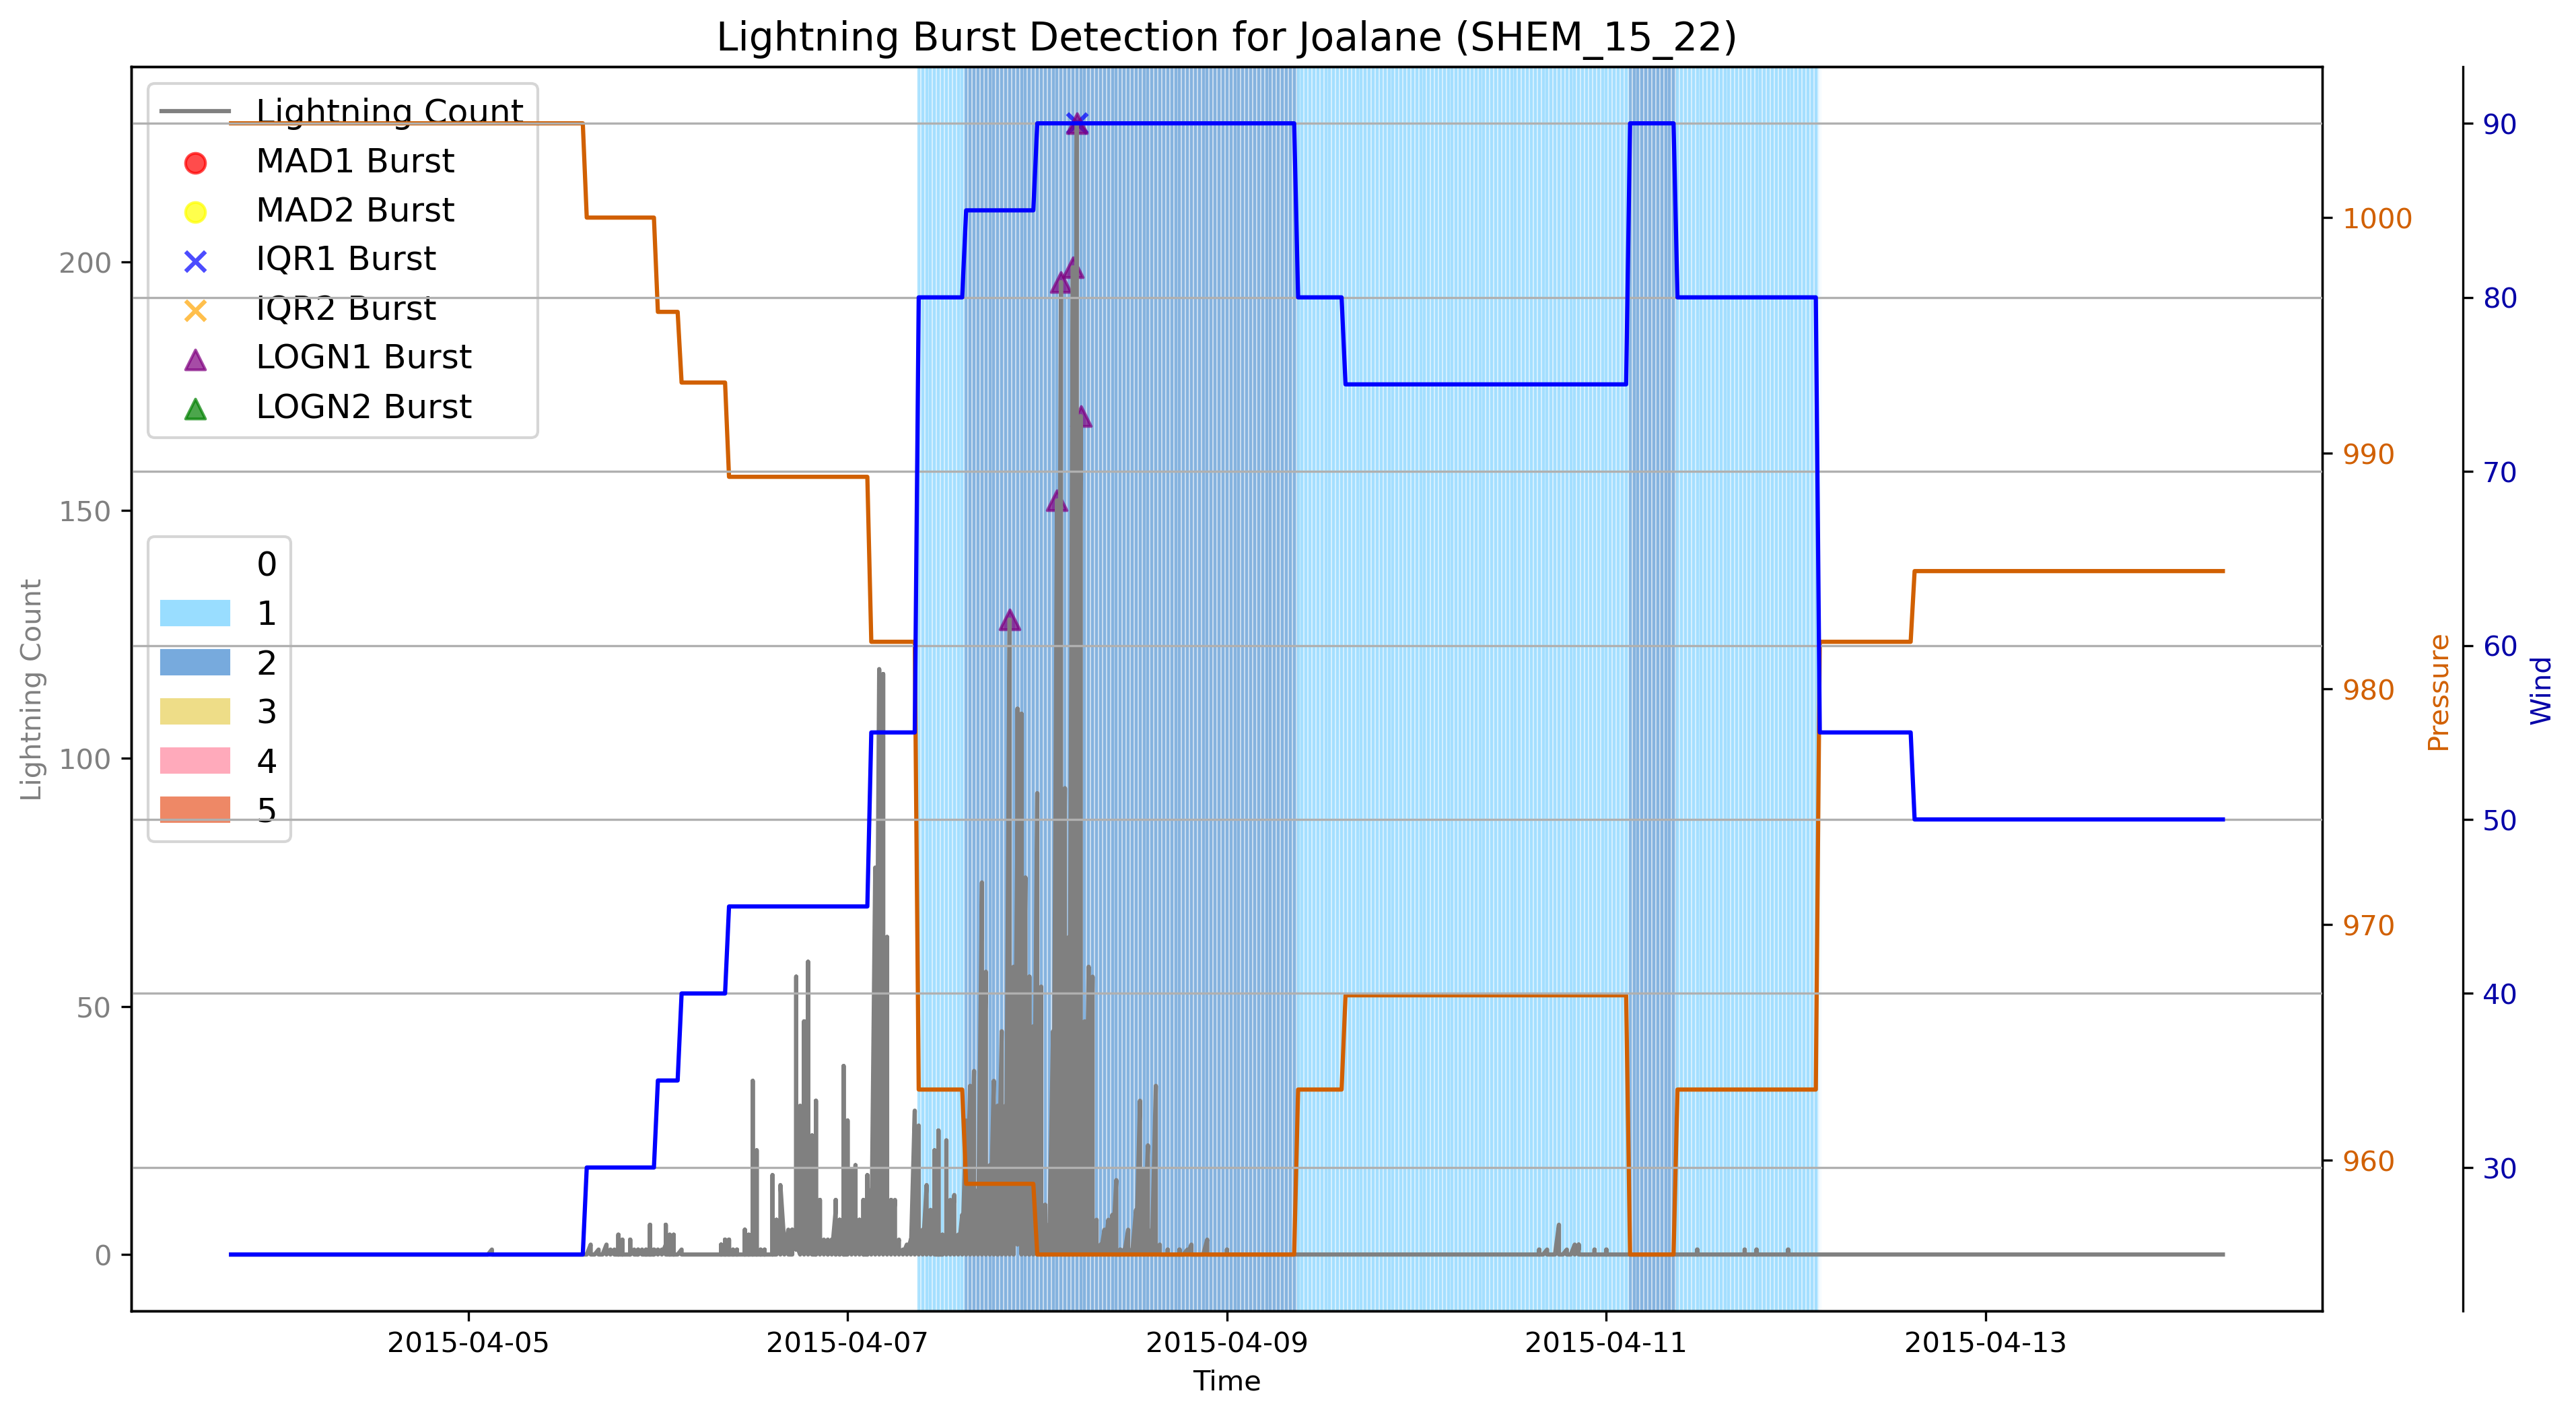 Lightning Burst Detection for Joalane (SHEM_15_22)
Lightning Count
MAD1 Burst
MAD2 Burst
IQR1 Burst
IQR2 Burst
LOGN1 Burst
LOGN2 Burst
0
1
2
3
4
5
Lightning Count
200
150
100
50
0
1000
990
980
970
960
Pressure
90
80
70
60
50
40
30
Wind
2015-04-05
2015-04-07
2015-04-09
2015-04-11
2015-04-13
Time